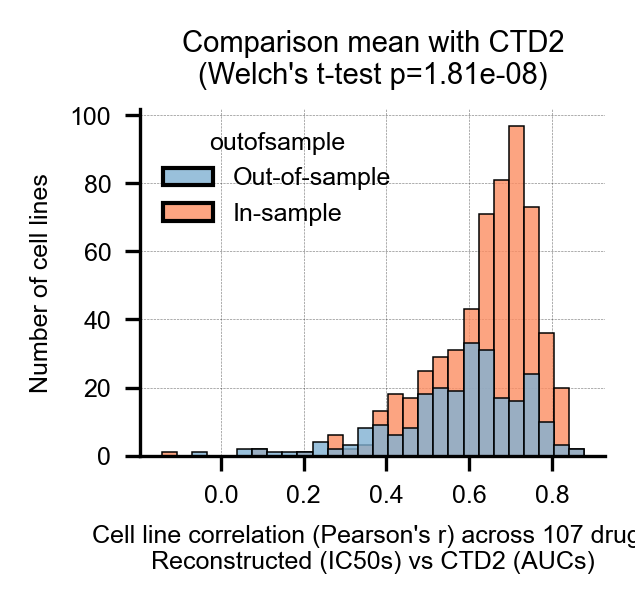 Comparison mean with CTD2
(Welch's t-test p=1.81e-08)
100
80
60
40
20
0
Number of cell lines
outofsample
Out-of-sample
In-sample
0.0 0.2 0.4 0.6 0.8
Cell line correlation (Pearson's r) across 107 drug
Reconstructed (IC50s) vs CTD2 (AUCs)